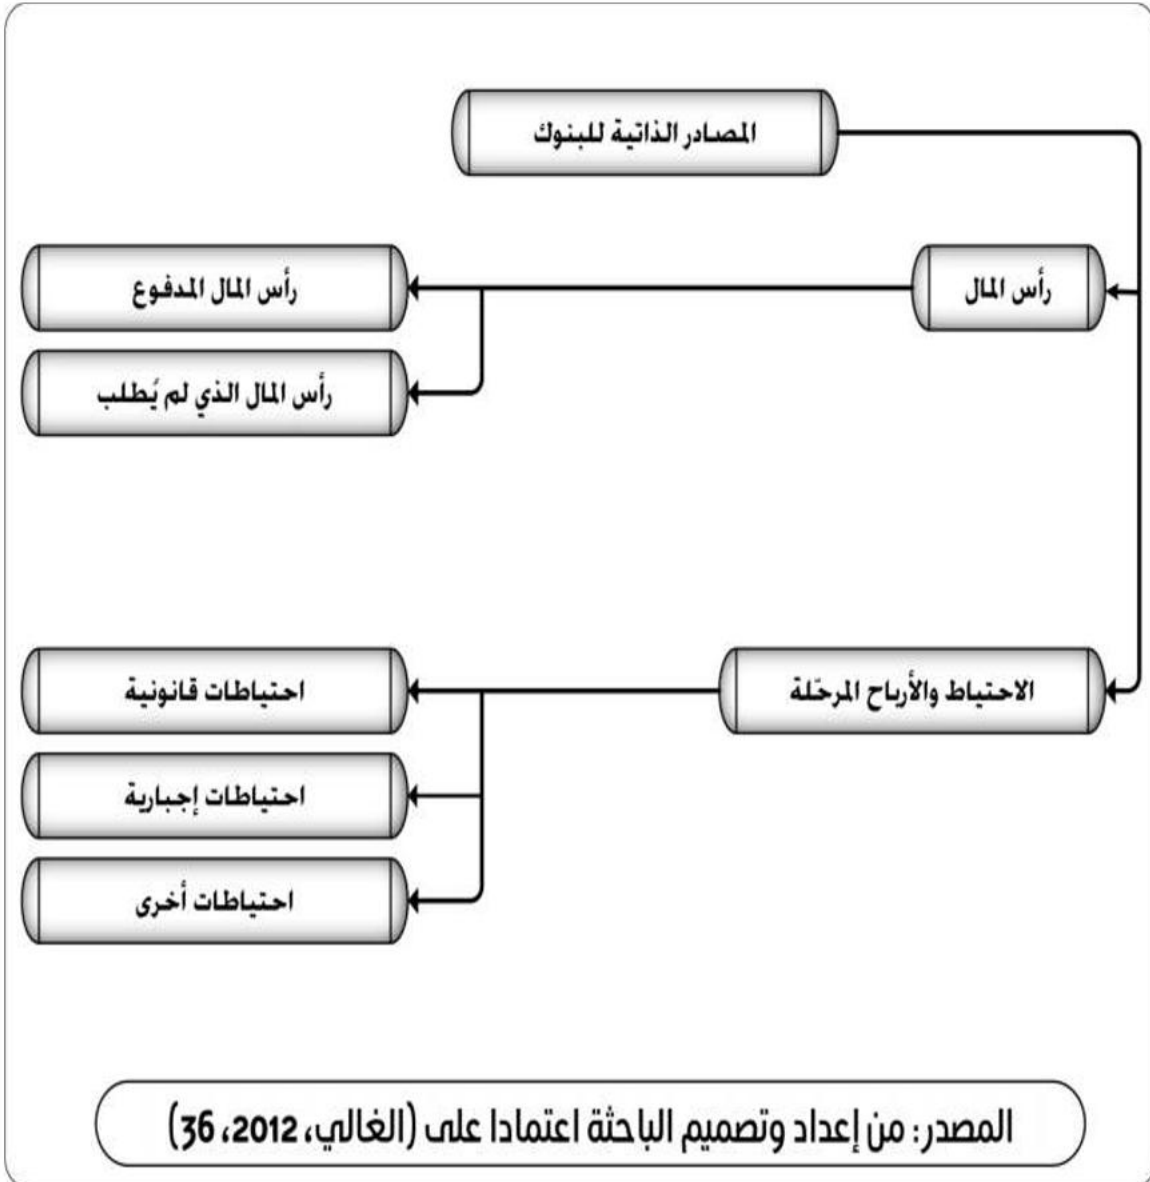 المصادر الذاتية للبنوك
رأس المال
رأس المال المدفوع
رأس المال الذي لم يُطلب
الاحتياط والأرباح المرحّلة
احتياطات قانونية
احتياطات إجبارية
احتياطات أخرى
المصدر: من إعداد وتصميم الباحثة اعتمادا على (الغالي، 2012، 36)